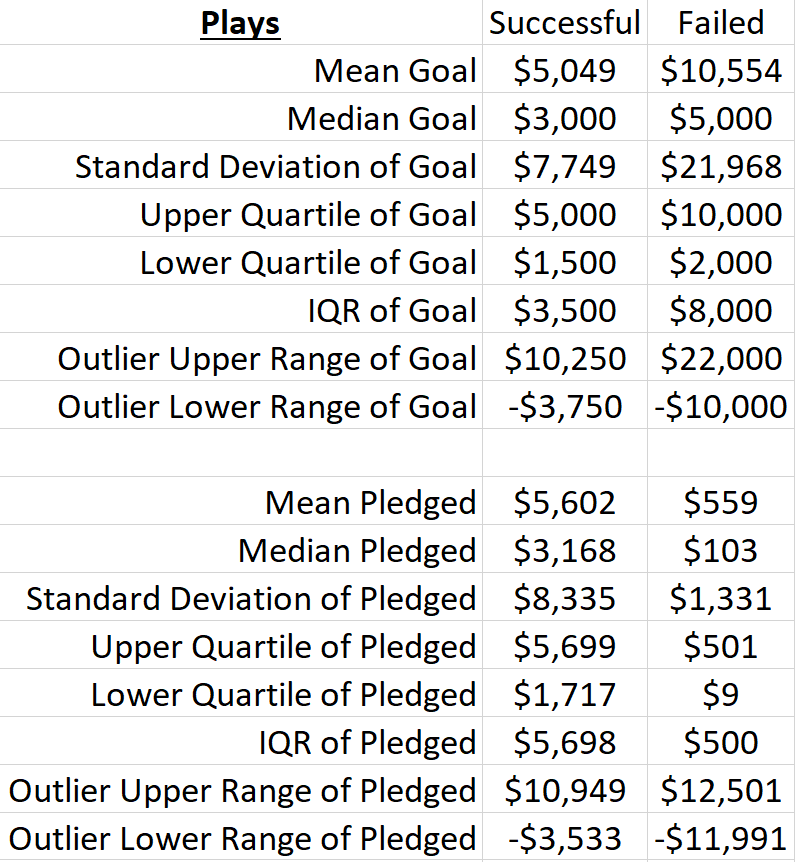 Plays Successful Failed
Mean Goal $5,049 $10,554
Median Goal $3,000 $5,000
Standard Deviation of Goal $7,749 $21,968
Upper Quartile of Goal $5,000 $10,000
Lower Quartile of Goal $1,500 $2,000
IQR of Goal $3,500 $8,000
Outlier Upper Range of Goal $10,250 $22,000
Outlier Lower Range of Goal -$3,750 -$10,000
Mean Pledged $5,602 $559
Median Pledged $3,168 $103
Standard Deviation of Pledged $8,335 $1,331
Upper Quartile of Pledged $5,699 $501
Lower Quartile of Pledged $1,717 $9
IQR of Pledged $5,698 $500
Outlier Upper Range of Pledged $10,949 $12,501
Outlier Lower Range of Pledged -$3,533 -$11,991